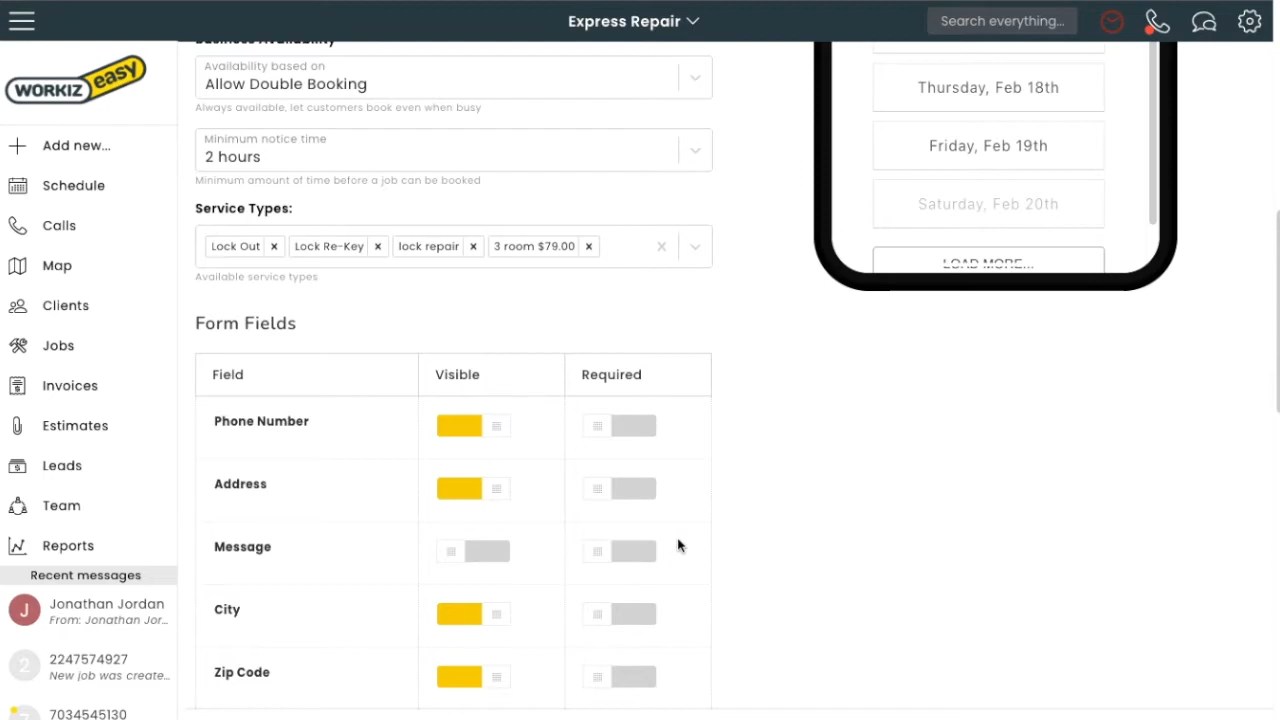 Express Repair
Search everything...
WORKIZ easy
Add new...
Schedule
Calls
Map
Clients
Jobs
Invoices
Estimates
Leads
Team
Reports
Recent messages
J
Jonathan Jordan
From: Jonathan Jor...
2
2247574927
New job was create...
7034545130
Business Availability
Availability based on
Allow Double Booking
Always available, let customers book even when busy
Minimum notice time
2 hours
Minimum amount of time before a job can be booked
Service Types:
Lock Out × Lock Re-Key × lock repair × 3 room $79.00 ×
Available service types
Form Fields
Field Visible Required
Phone Number
Address
Message
City
Zip Code
Thursday, Feb 18th
Friday, Feb 19th
Saturday, Feb 20th
LOAD MORE...